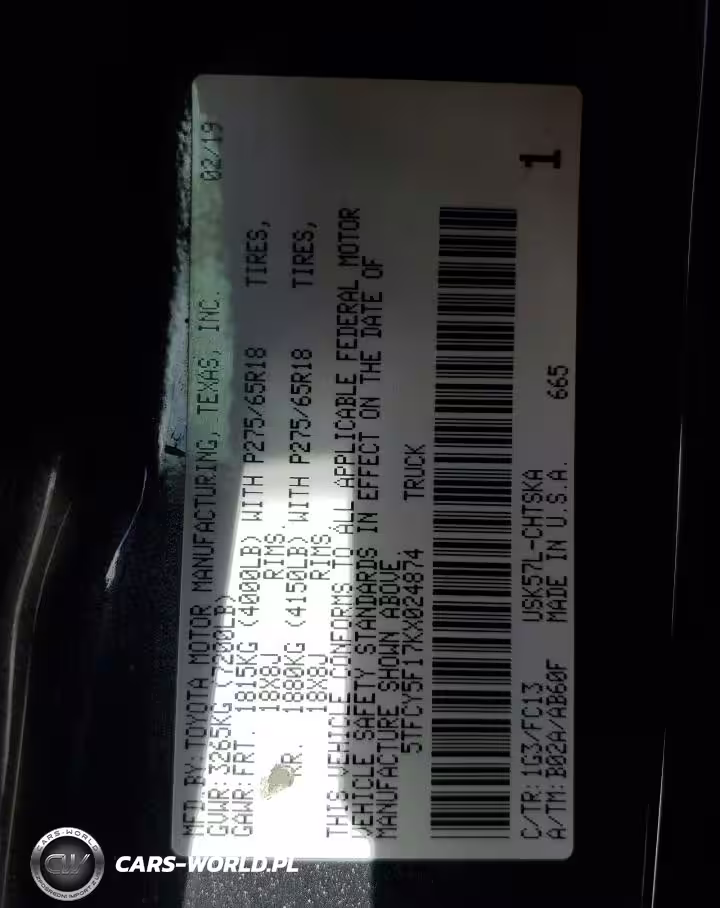 MFD.BY:TOYOTA MOTOR MANUFACTURING, TEXAS, INC. 02/19
GVWR:3265KG (7200LB)
GAWR:FRT. 1815KG (4000LB) WITH P275/65R18 TIRES,
18X8J RIMS,
RR. 1880KG (4150LB) WITH P275/65R18 TIRES,
18X8J RIMS,
THIS VEHICLE CONFORMS TO ALL APPLICABLE FEDERAL MOTOR
VEHICLE SAFETY STANDARDS IN EFFECT ON THE DATE OF
MANUFACTURE SHOWN ABOVE.
5TFCY5F17KX024874 TRUCK
C/TR: 1G3/FC13 USK57L-CHTSKA
A/TM: B02A/AB60F MADE IN U.S.A. 665
1
CARS-WORLD
CW
CARS-WORLD.PL